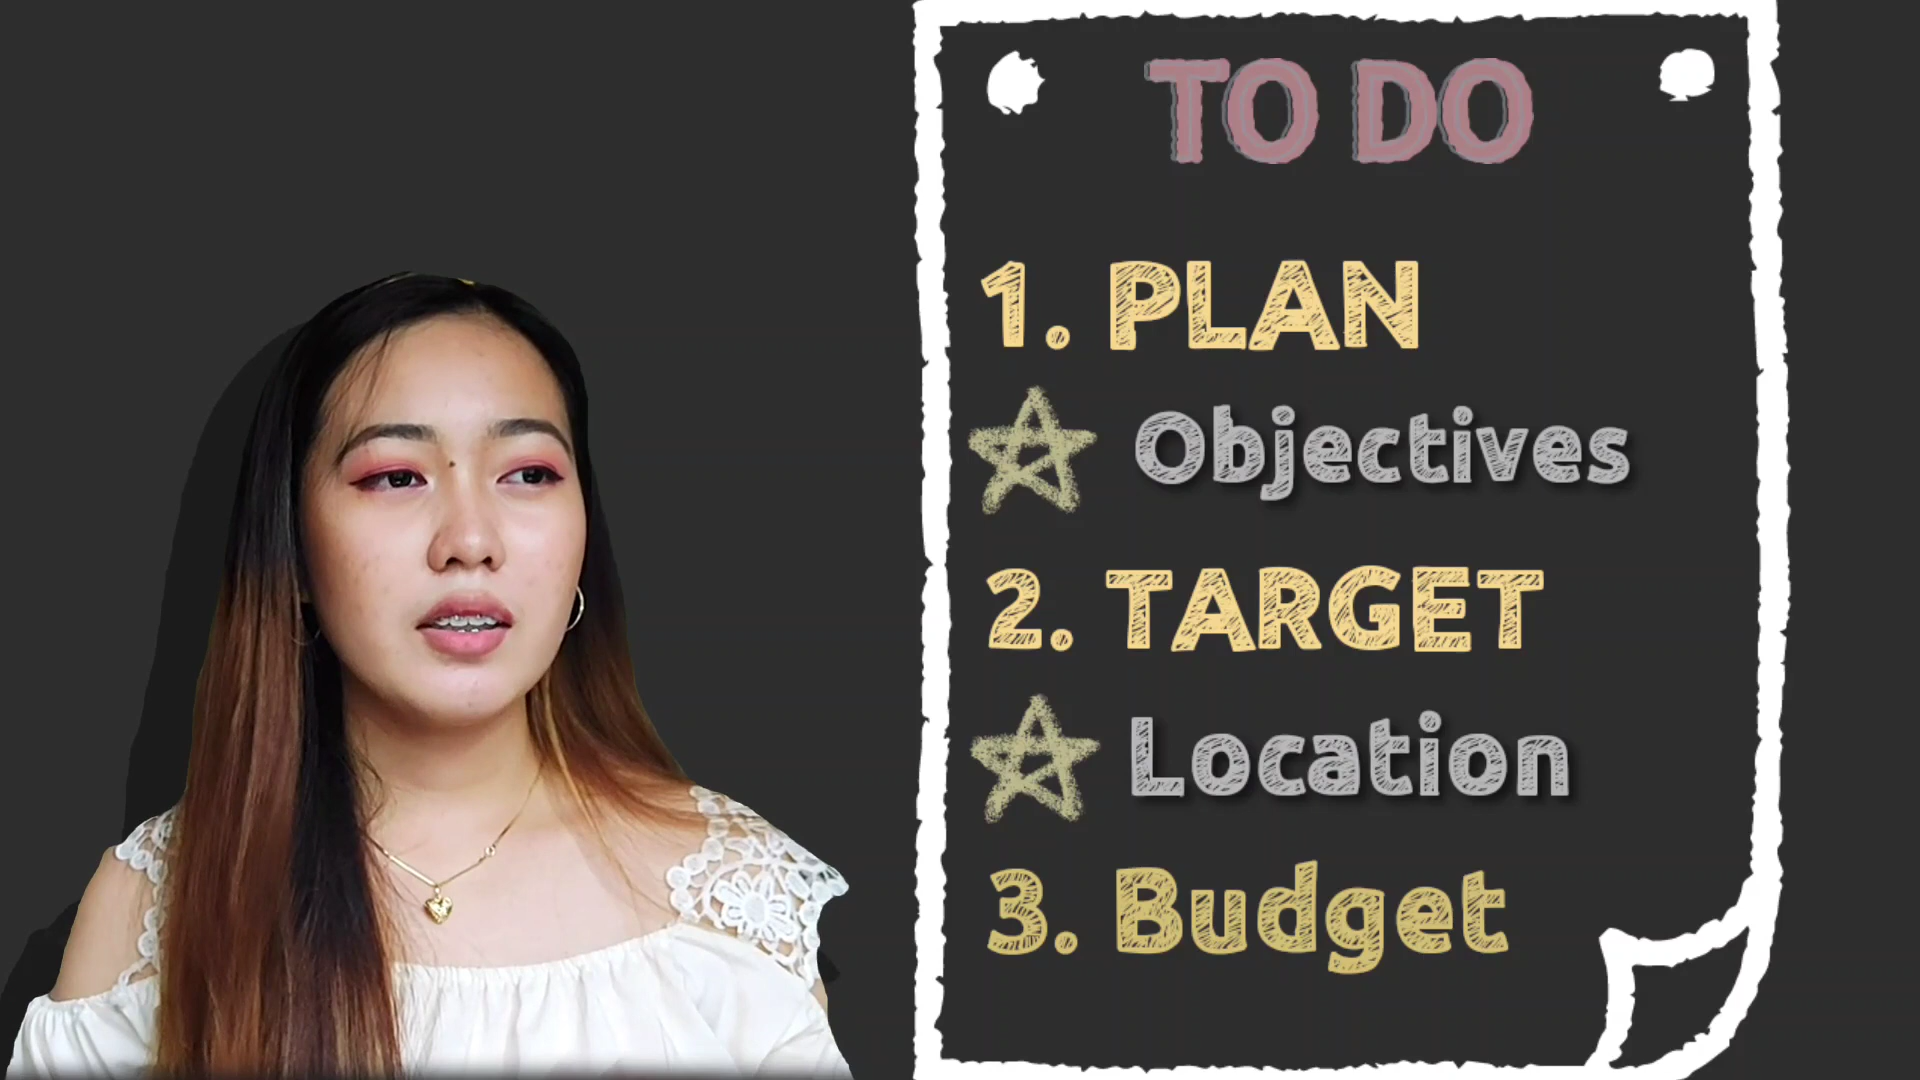 TO DO
1. PLAN
Objectives
2. TARGET
Location
3. Budget